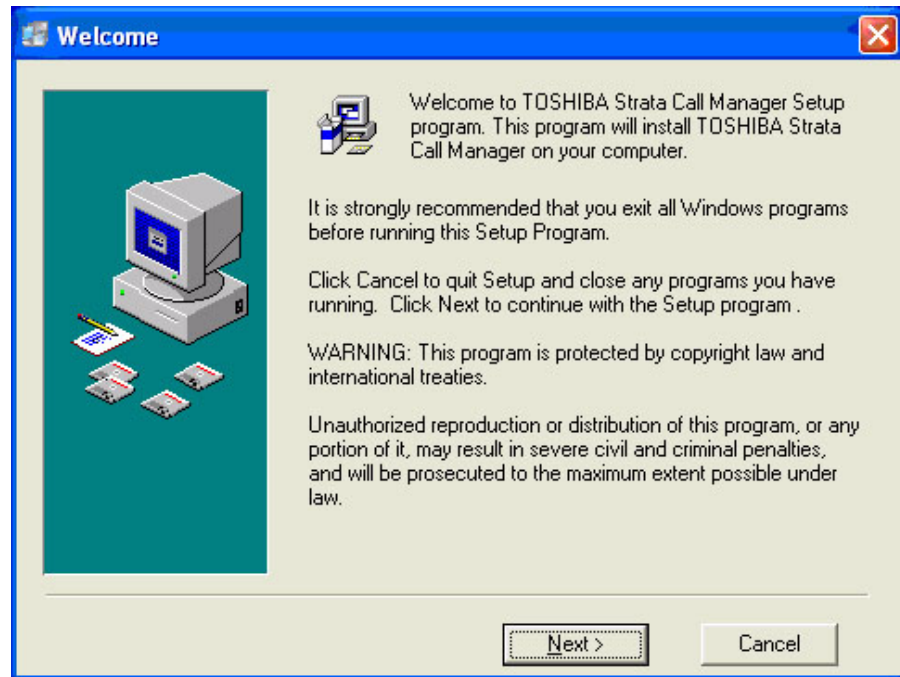 Welcome
Welcome to TOSHIBA Strata Call Manager Setup
program. This program will install TOSHIBA Strata
Call Manager on your computer.
It is strongly recommended that you exit all Windows programs
before running this Setup Program.
Click Cancel to quit Setup and close any programs you have
running.  Click Next to continue with the Setup program .
WARNING: This program is protected by copyright law and
international treaties.
Unauthorized reproduction or distribution of this program, or any
portion of it, may result in severe civil and criminal penalties,
and will be prosecuted to the maximum extent possible under
law.
Next >
Cancel